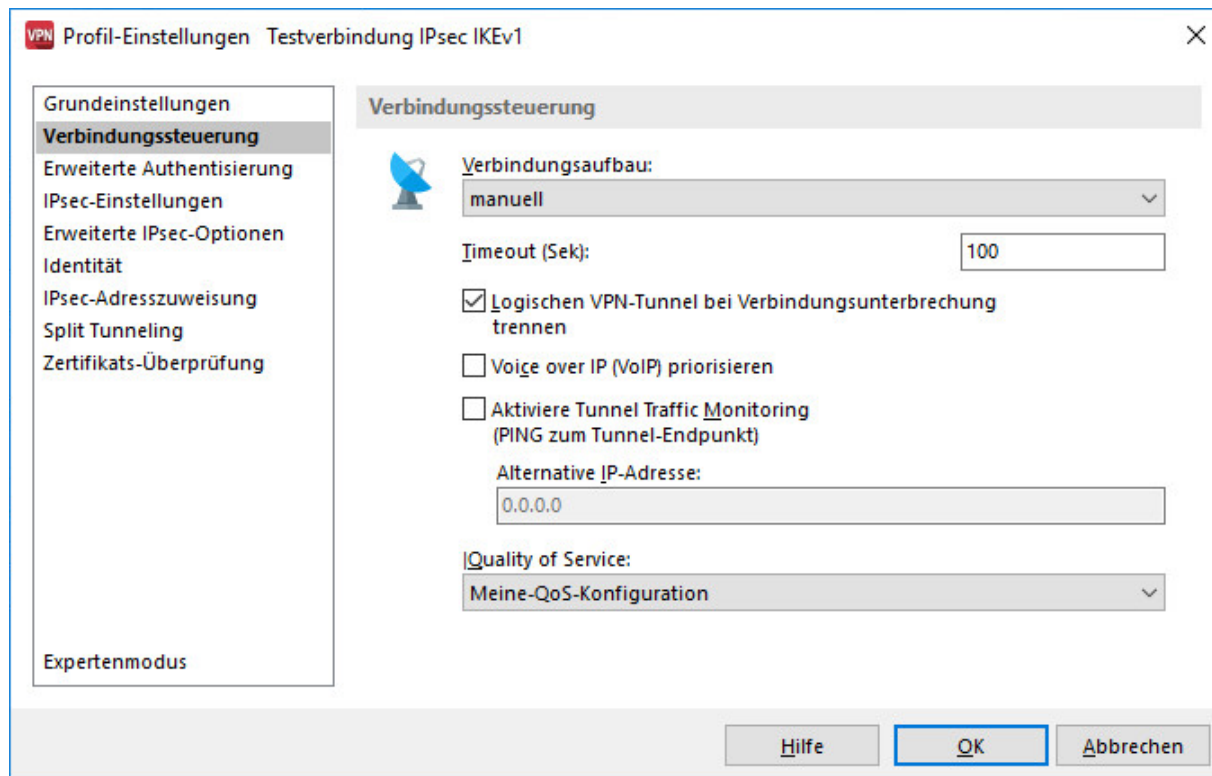 VPN Profil-Einstellungen Testverbindung IPsec IKEv1
Grundeinstellungen
Verbindungssteuerung
Erweiterte Authentisierung
IPsec-Einstellungen
Erweiterte IPsec-Optionen
Identität
IPsec-Adresszuweisung
Split Tunneling
Zertifikats-Überprüfung
Expertenmodus
Verbindungssteuerung
Verbindungsaufbau:
manuell
Timeout (Sek):
100
Logischen VPN-Tunnel bei Verbindungsunterbrechung
trennen
Voice over IP (VoIP) priorisieren
Aktiviere Tunnel Traffic Monitoring
(PING zum Tunnel-Endpunkt)
Alternative IP-Adresse:
0.0.0.0
|Quality of Service:
Meine-QoS-Konfiguration
Hilfe
OK
Abbrechen